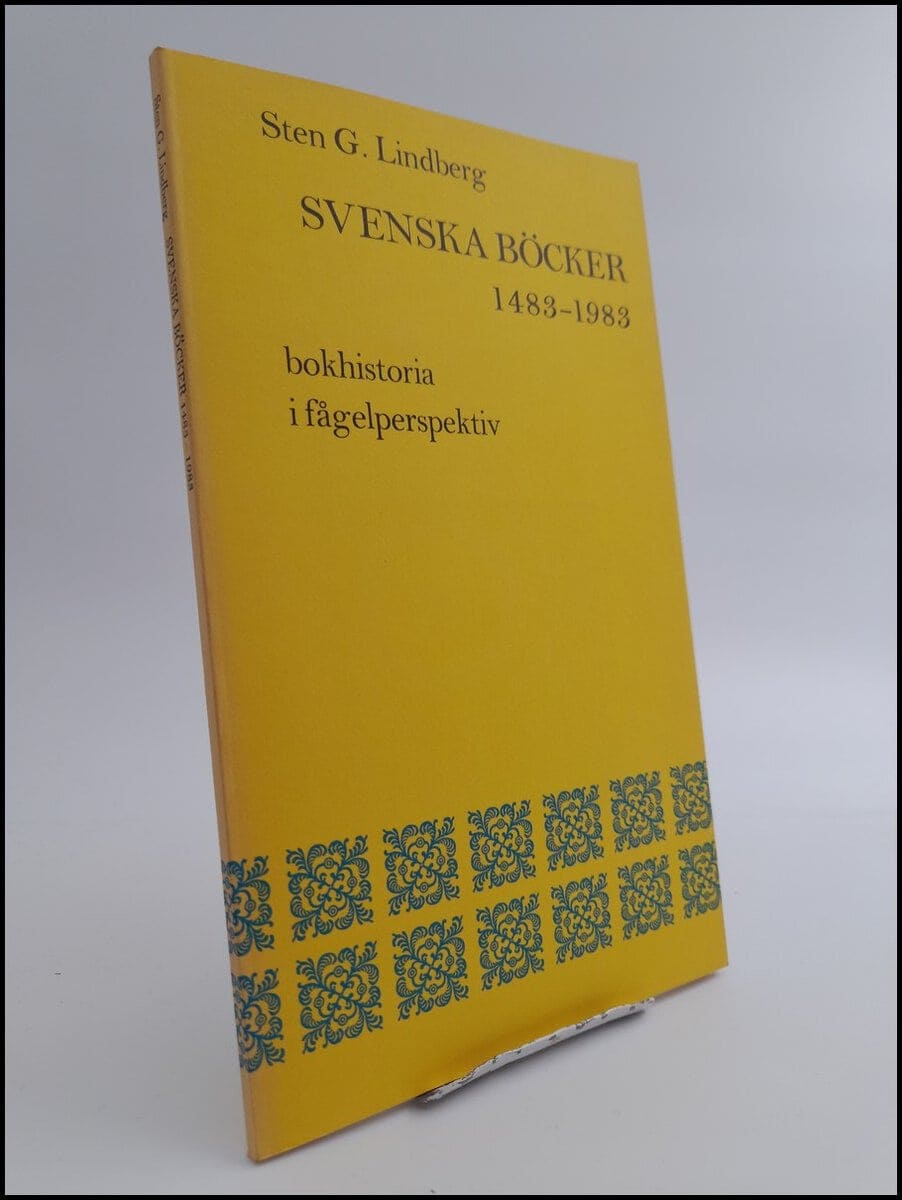 Sten G. Lindberg
SVENSKA BÖCKER
1483–1983
bokhistoria
i fågelperspektiv
Sten G. Lindberg SVENSKA BÖCKER 1483 - 1983